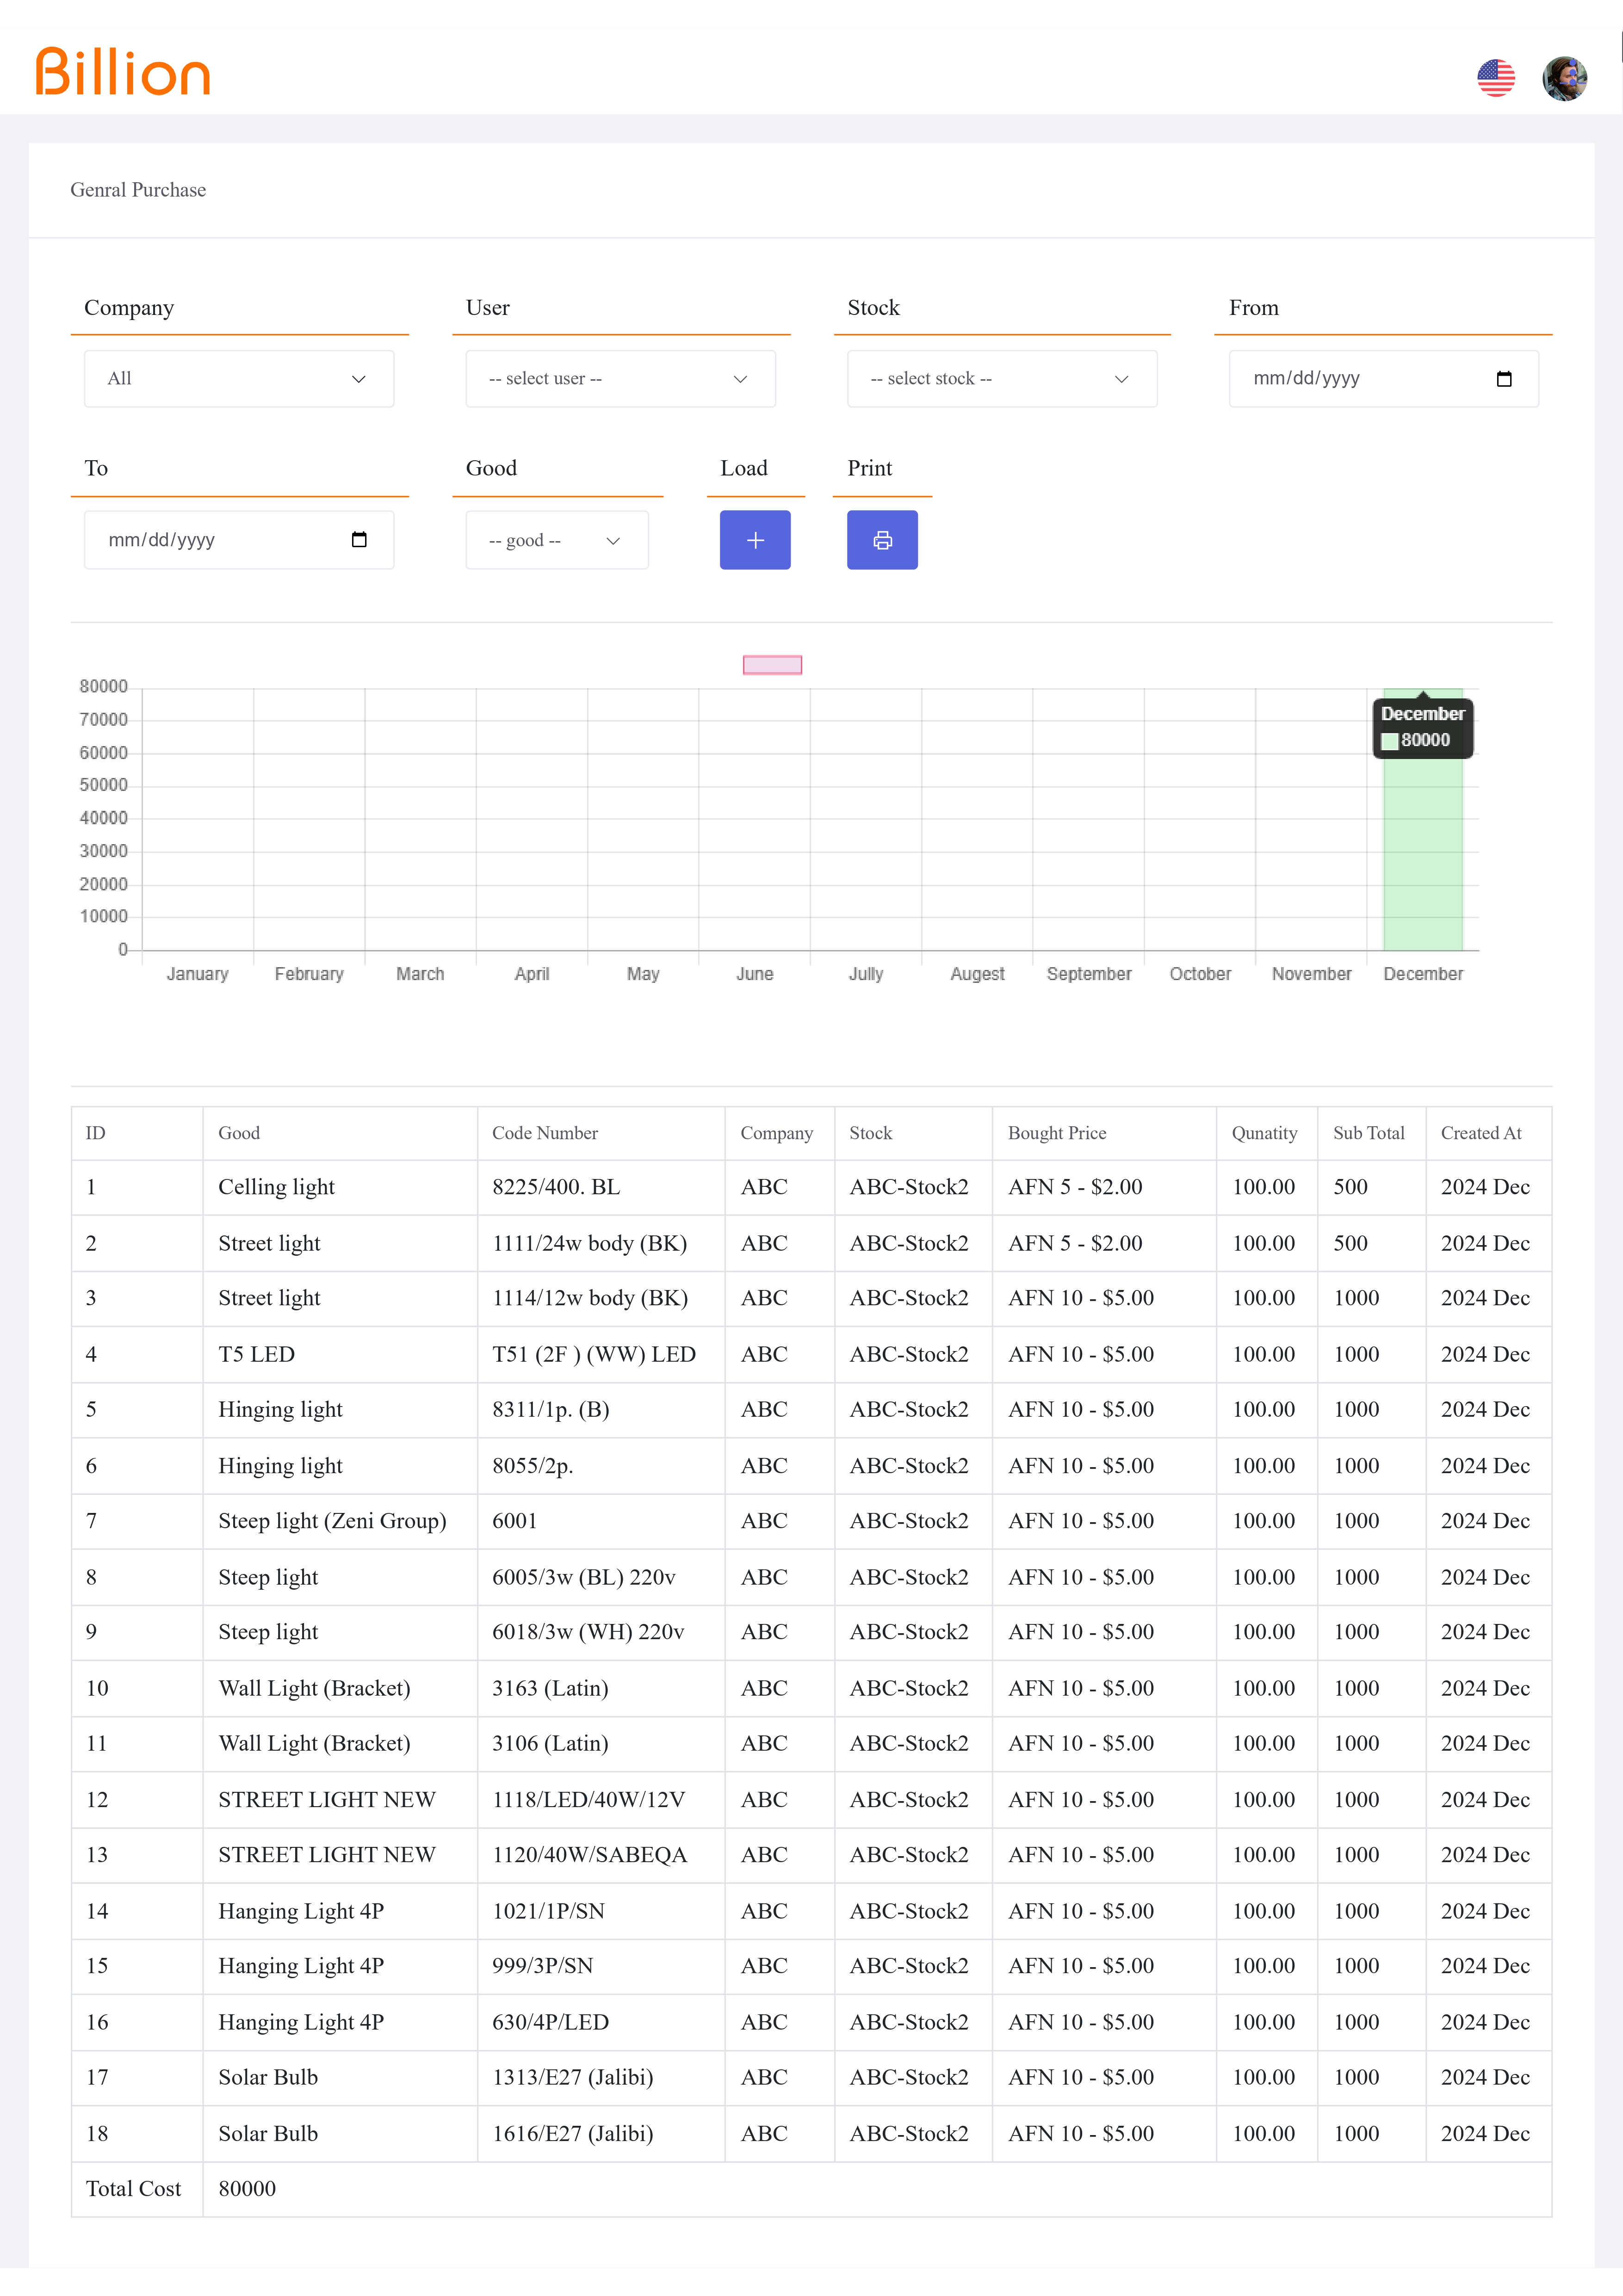 Billion
Genral Purchase
Company User Stock From
All -- select user -- -- select stock -- mm/dd/yyyy
To Good Load Print
mm/dd/yyyy -- good --
80000
70000
60000
50000
40000
30000
20000
10000
0
December
80000
January February March April May June Jully Augest September October November December
ID Good Code Number Company Stock Bought Price Qunatity Sub Total Created At
1 Celling light 8225/400. BL ABC ABC-Stock2 AFN 5 - $2.00 100.00 500 2024 Dec
2 Street light 1111/24w body (BK) ABC ABC-Stock2 AFN 5 - $2.00 100.00 500 2024 Dec
3 Street light 1114/12w body (BK) ABC ABC-Stock2 AFN 10 - $5.00 100.00 1000 2024 Dec
4 T5 LED T51 (2F ) (WW) LED ABC ABC-Stock2 AFN 10 - $5.00 100.00 1000 2024 Dec
5 Hinging light 8311/1p. (B) ABC ABC-Stock2 AFN 10 - $5.00 100.00 1000 2024 Dec
6 Hinging light 8055/2p. ABC ABC-Stock2 AFN 10 - $5.00 100.00 1000 2024 Dec
7 Steep light (Zeni Group) 6001 ABC ABC-Stock2 AFN 10 - $5.00 100.00 1000 2024 Dec
8 Steep light 6005/3w (BL) 220v ABC ABC-Stock2 AFN 10 - $5.00 100.00 1000 2024 Dec
9 Steep light 6018/3w (WH) 220v ABC ABC-Stock2 AFN 10 - $5.00 100.00 1000 2024 Dec
10 Wall Light (Bracket) 3163 (Latin) ABC ABC-Stock2 AFN 10 - $5.00 100.00 1000 2024 Dec
11 Wall Light (Bracket) 3106 (Latin) ABC ABC-Stock2 AFN 10 - $5.00 100.00 1000 2024 Dec
12 STREET LIGHT NEW 1118/LED/40W/12V ABC ABC-Stock2 AFN 10 - $5.00 100.00 1000 2024 Dec
13 STREET LIGHT NEW 1120/40W/SABEQA ABC ABC-Stock2 AFN 10 - $5.00 100.00 1000 2024 Dec
14 Hanging Light 4P 1021/1P/SN ABC ABC-Stock2 AFN 10 - $5.00 100.00 1000 2024 Dec
15 Hanging Light 4P 999/3P/SN ABC ABC-Stock2 AFN 10 - $5.00 100.00 1000 2024 Dec
16 Hanging Light 4P 630/4P/LED ABC ABC-Stock2 AFN 10 - $5.00 100.00 1000 2024 Dec
17 Solar Bulb 1313/E27 (Jalibi) ABC ABC-Stock2 AFN 10 - $5.00 100.00 1000 2024 Dec
18 Solar Bulb 1616/E27 (Jalibi) ABC ABC-Stock2 AFN 10 - $5.00 100.00 1000 2024 Dec
Total Cost 80000